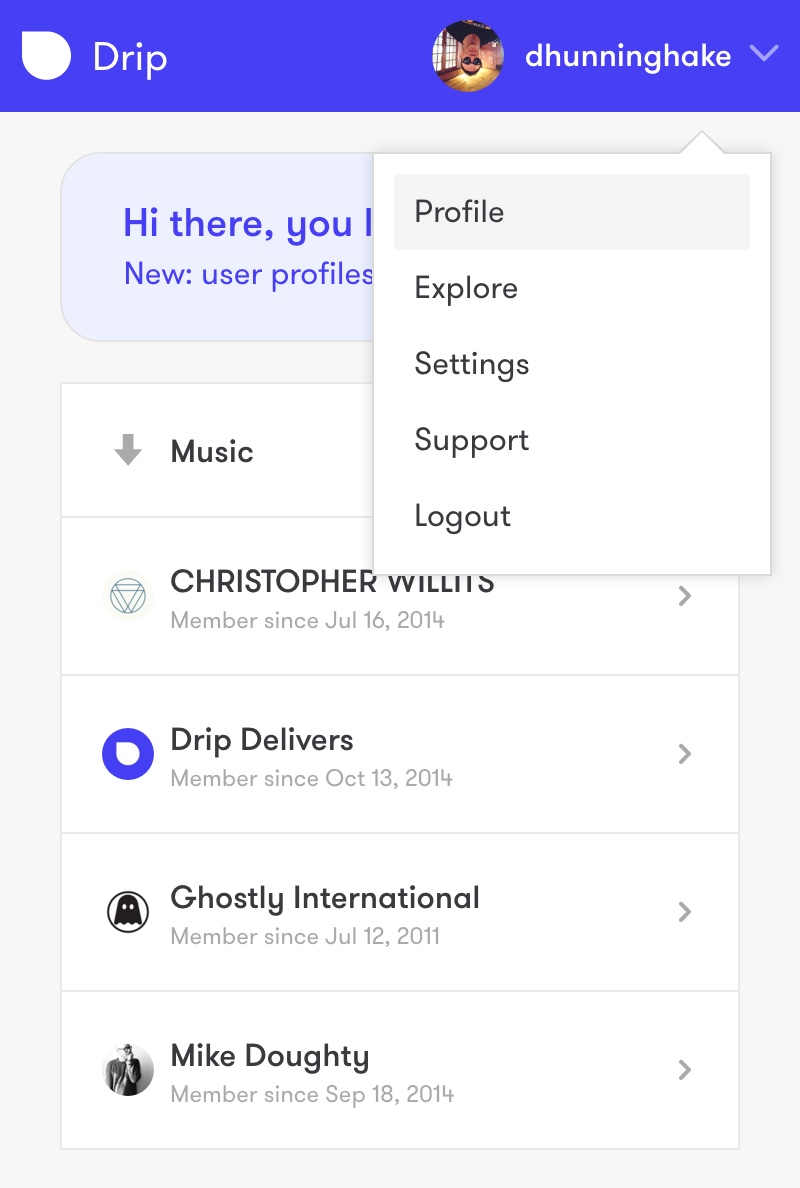 Drip
dhunninghake
Hi there, you
New: user profiles
Profile
Explore
Settings
Support
Logout
Music
CHRISTOPHER WILLITS
Member since Jul 16, 2014
Drip Delivers
Member since Oct 13, 2014
Ghostly International
Member since Jul 12, 2011
Mike Doughty
Member since Sep 18, 2014